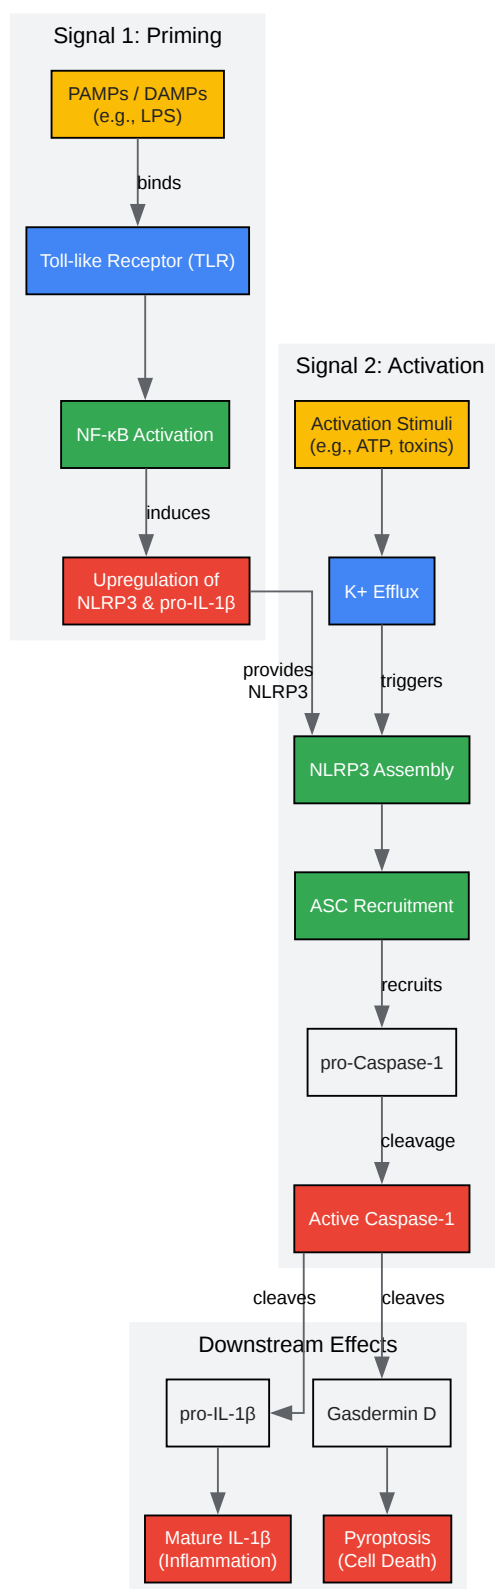 Signal 1: Priming
PAMPs / DAMPs
(e.g., LPS)
binds
Toll-like Receptor (TLR)
NF-κB Activation
induces
Upregulation of
NLRP3 & pro-IL-1β
Signal 2: Activation
Activation Stimuli
(e.g., ATP, toxins)
K+ Efflux
provides
NLRP3
triggers
NLRP3 Assembly
ASC Recruitment
recruits
pro-Caspase-1
cleavage
Active Caspase-1
cleaves
cleaves
Downstream Effects
pro-IL-1β
Gasdermin D
Mature IL-1β
(Inflammation)
Pyroptosis
(Cell Death)